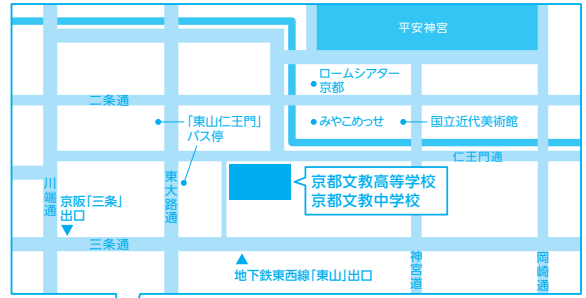 平安神宮
ロームシアター
京都
二条通
「東山仁王門」
バス停
みやこめっせ
国立近代美術館
仁王門通
川端通
東大路通
京都文教高等学校
京都文教中学校
京阪「三条」
出口
三条通
地下鉄東西線「東山」出口
神宮道
岡崎通